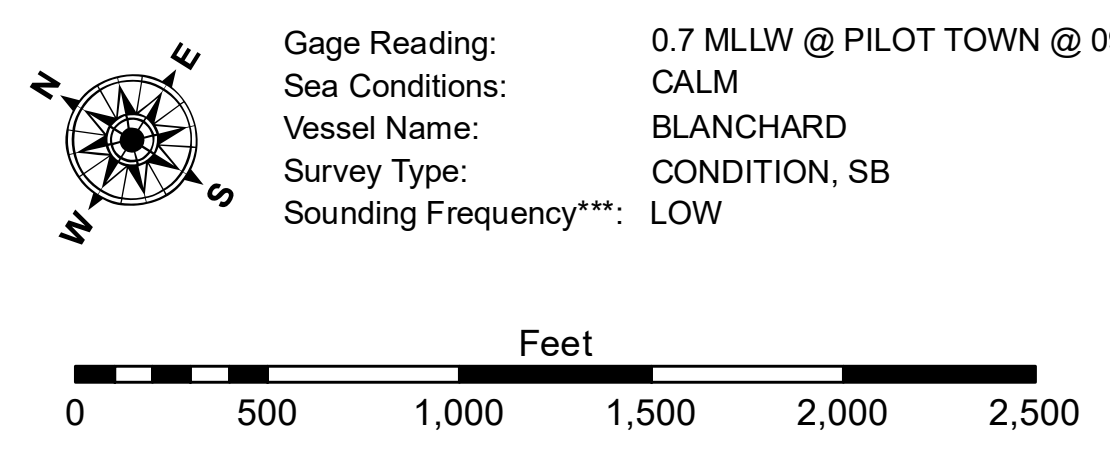 N
E
S
W
Gage Reading: 0.7 MLLW @ PILOT TOWN @
Sea Conditions: CALM
Vessel Name: BLANCHARD
Survey Type: CONDITION, SB
Sounding Frequency***: LOW
Feet
0 500 1,000 1,500 2,000 2,500